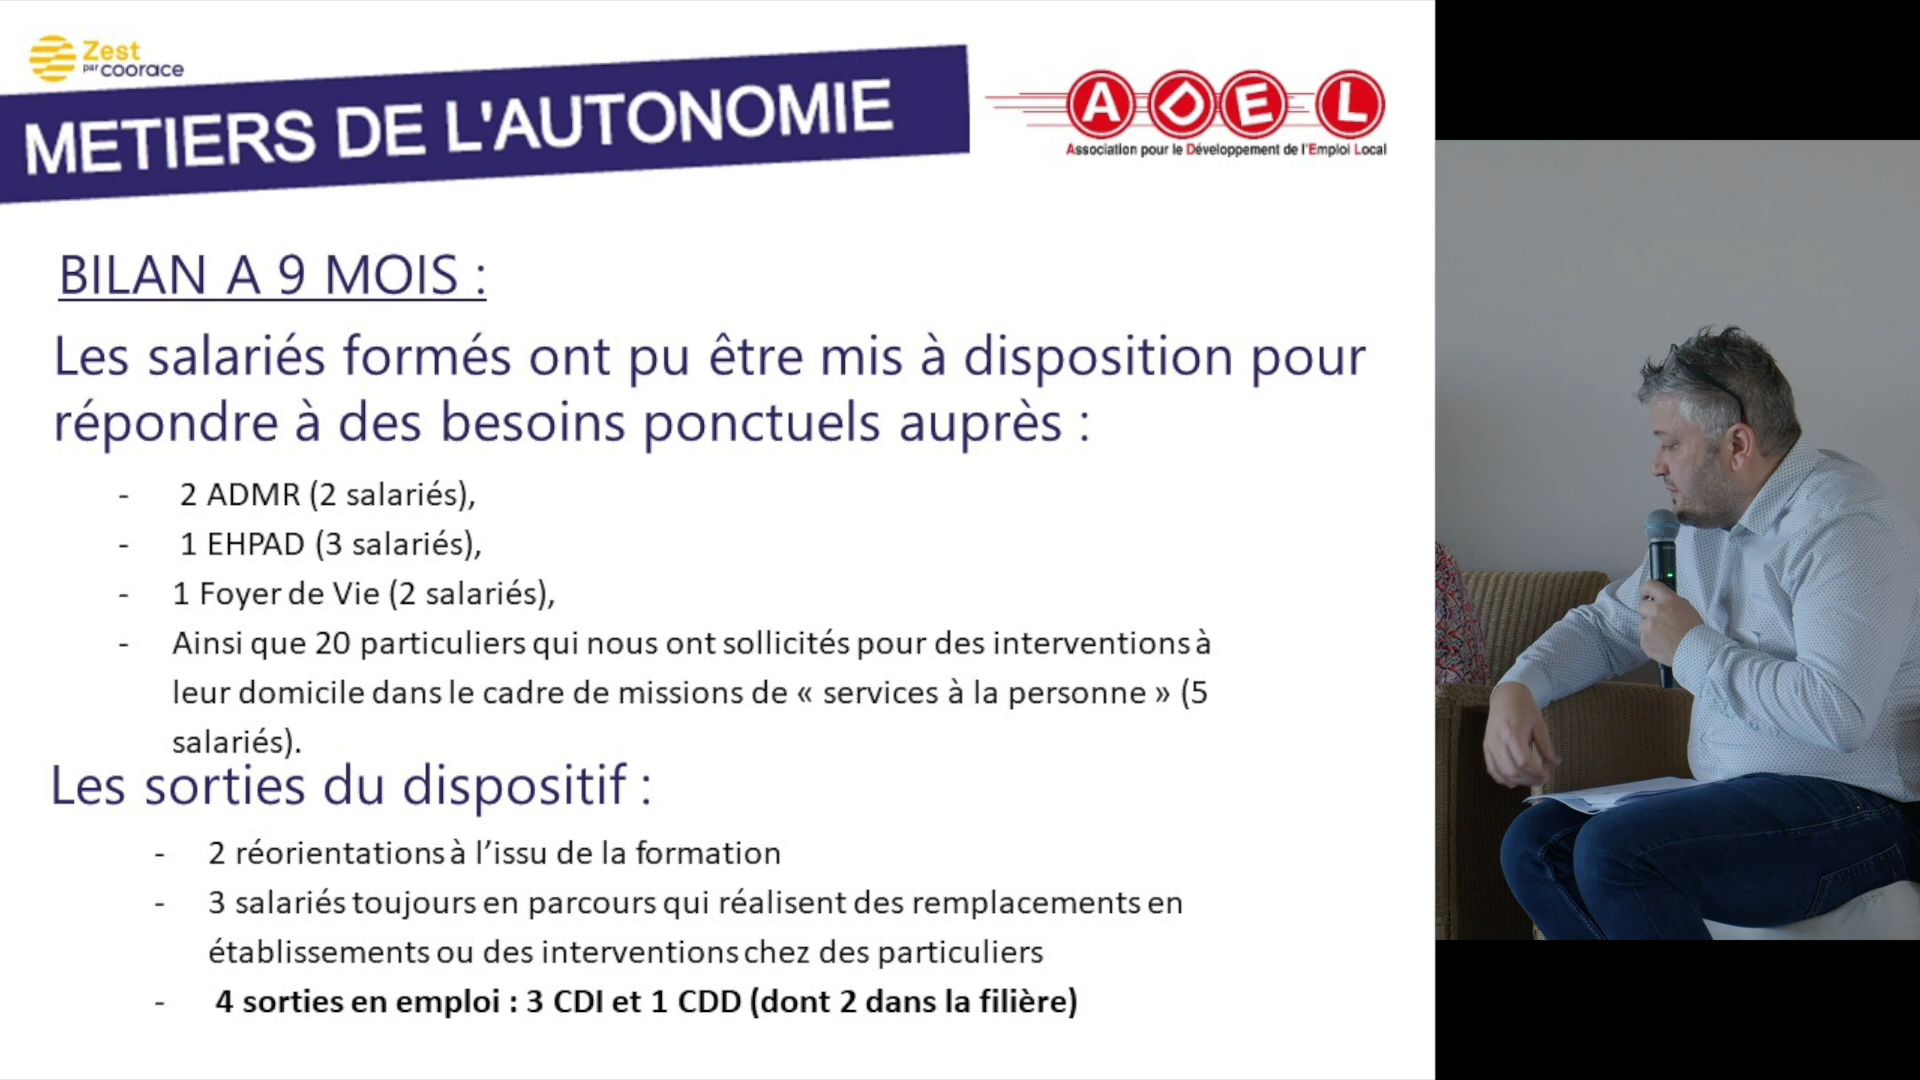 Zest
par coorace
METIERS DE L'AUTONOMIE
A D E L
Association pour le Développement de l'Emploi Local
BILAN A 9 MOIS :
Les salariés formés ont pu être mis à disposition pour
répondre à des besoins ponctuels auprès :
- 2 ADMR (2 salariés),
- 1 EHPAD (3 salariés),
- 1 Foyer de Vie (2 salariés),
- Ainsi que 20 particuliers qui nous ont sollicités pour des interventions à
leur domicile dans le cadre de missions de « services à la personne » (5
salariés).
Les sorties du dispositif :
- 2 réorientations à l’issu de la formation
- 3 salariés toujours en parcours qui réalisent des remplacements en
établissements ou des interventions chez des particuliers
- 4 sorties en emploi : 3 CDI et 1 CDD (dont 2 dans la filière)